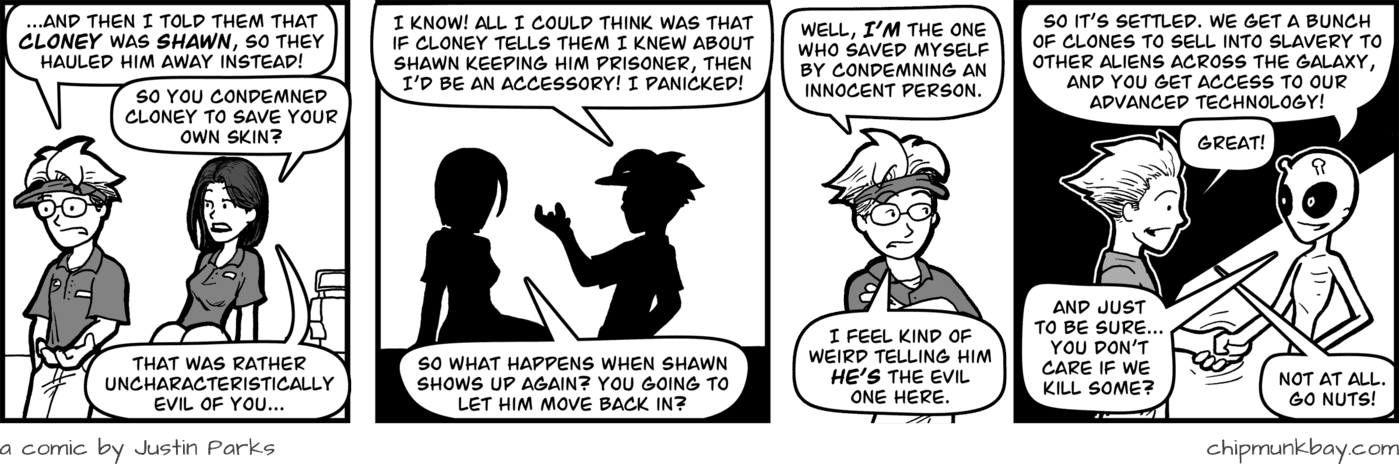 ...AND THEN I TOLD THEM THAT
CLONEY WAS SHAWN, SO THEY
HAULED HIM AWAY INSTEAD!
SO YOU CONDEMNED
CLONEY TO SAVE YOUR
OWN SKIN?
THAT WAS RATHER
UNCHARACTERISTICALLY
EVIL OF YOU...
I KNOW! ALL I COULD THINK WAS THAT
IF CLONEY TELLS THEM I KNEW ABOUT
SHAWN KEEPING HIM PRISONER, THEN
I'D BE AN ACCESSORY! I PANICKED!
SO WHAT HAPPENS WHEN SHAWN
SHOWS UP AGAIN? YOU GOING TO
LET HIM MOVE BACK IN?
WELL, I'M THE ONE
WHO SAVED MYSELF
BY CONDEMNING AN
INNOCENT PERSON.
I FEEL KIND OF
WEIRD TELLING HIM
HE'S THE EVIL
ONE HERE.
SO IT'S SETTLED. WE GET A BUNCH
OF CLONES TO SELL INTO SLAVERY TO
OTHER ALIENS ACROSS THE GALAXY,
AND YOU GET ACCESS TO OUR
ADVANCED TECHNOLOGY!
GREAT!
AND JUST
TO BE SURE...
YOU DON'T
CARE IF WE
KILL SOME?
NOT AT ALL.
GO NUTS!
a comic by Justin Parks
chipmunkbay.com